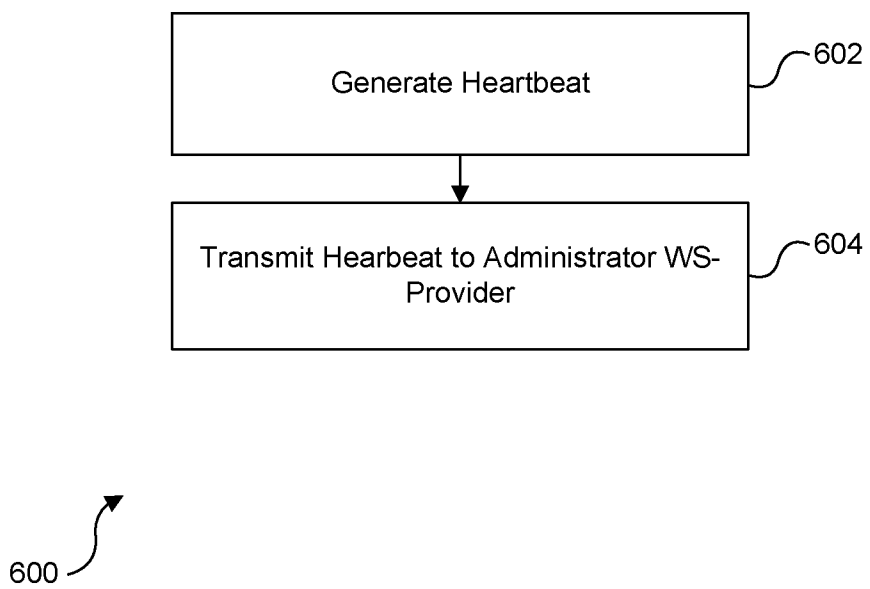 Generate Heartbeat
602
Transmit Hearbeat to Administrator WS-
Provider
604
600